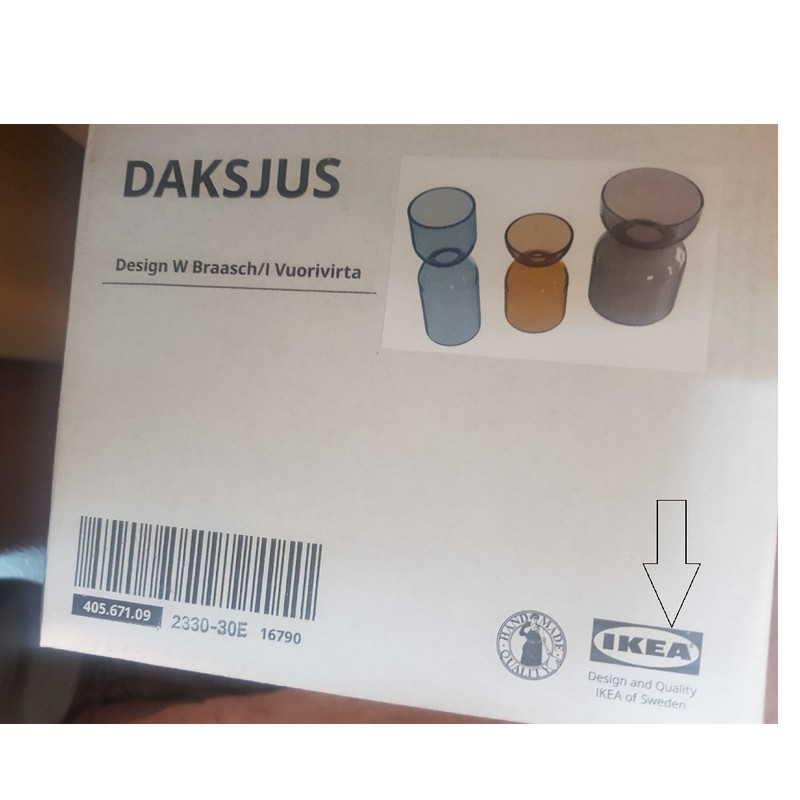 DAKSJUS
Design W Braasch/I Vuorivirta
405.671.09
2330-30E 16790
HAND MADE
QUALITY
IKEA®
Design and Quality
IKEA of Sweden